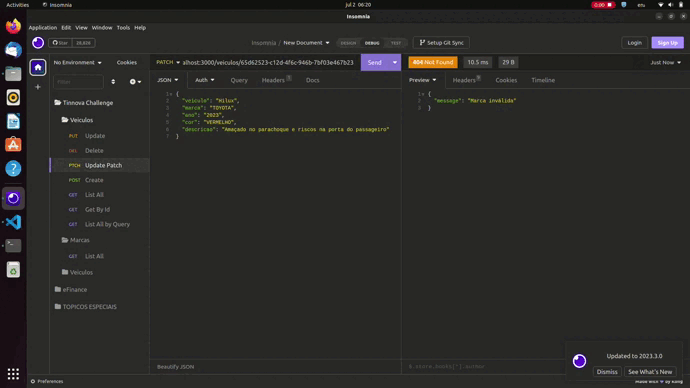 Activities Insomnia jul 2 06:20 0:00 en
Insomnia
Application Edit View Window Tools Help
Star 28,826 Insomnia / New Document DESIGN DEBUG TEST Setup Git Sync Login Sign Up
No Environment Cookies PATCH alhost:3000/veiculos/65d62523-c12d-4f6c-946b-7bf03e467b23 Send 404 Not Found 10.5 ms 29 B Just Now
Filter JSON Auth Query Headers Docs Preview Headers Cookies Timeline
Tinnova Challenge
Veículos
PUT Update
DEL Delete
PTCH Update Patch
POST Create
GET List All
GET Get By Id
GET List All by Query
Marcas
GET List All
Veículos
eFinance
TOPICOS ESPECIAIS
1 {
2 "veiculo": "Hilux",
3 "marca": "TOYOTA",
4 "ano": "2023",
5 "cor": "VERMELHO",
6 "descricao": "Amaçado no parachoque e riscos na porta do passageiro"
7 }
1 {
2 "message": "Marca inválida"
3 }
Updated to 2023.3.0
Dismiss See What's New
Beautify JSON $.store.books[*].author
Preferences Made with ♥ by Kong